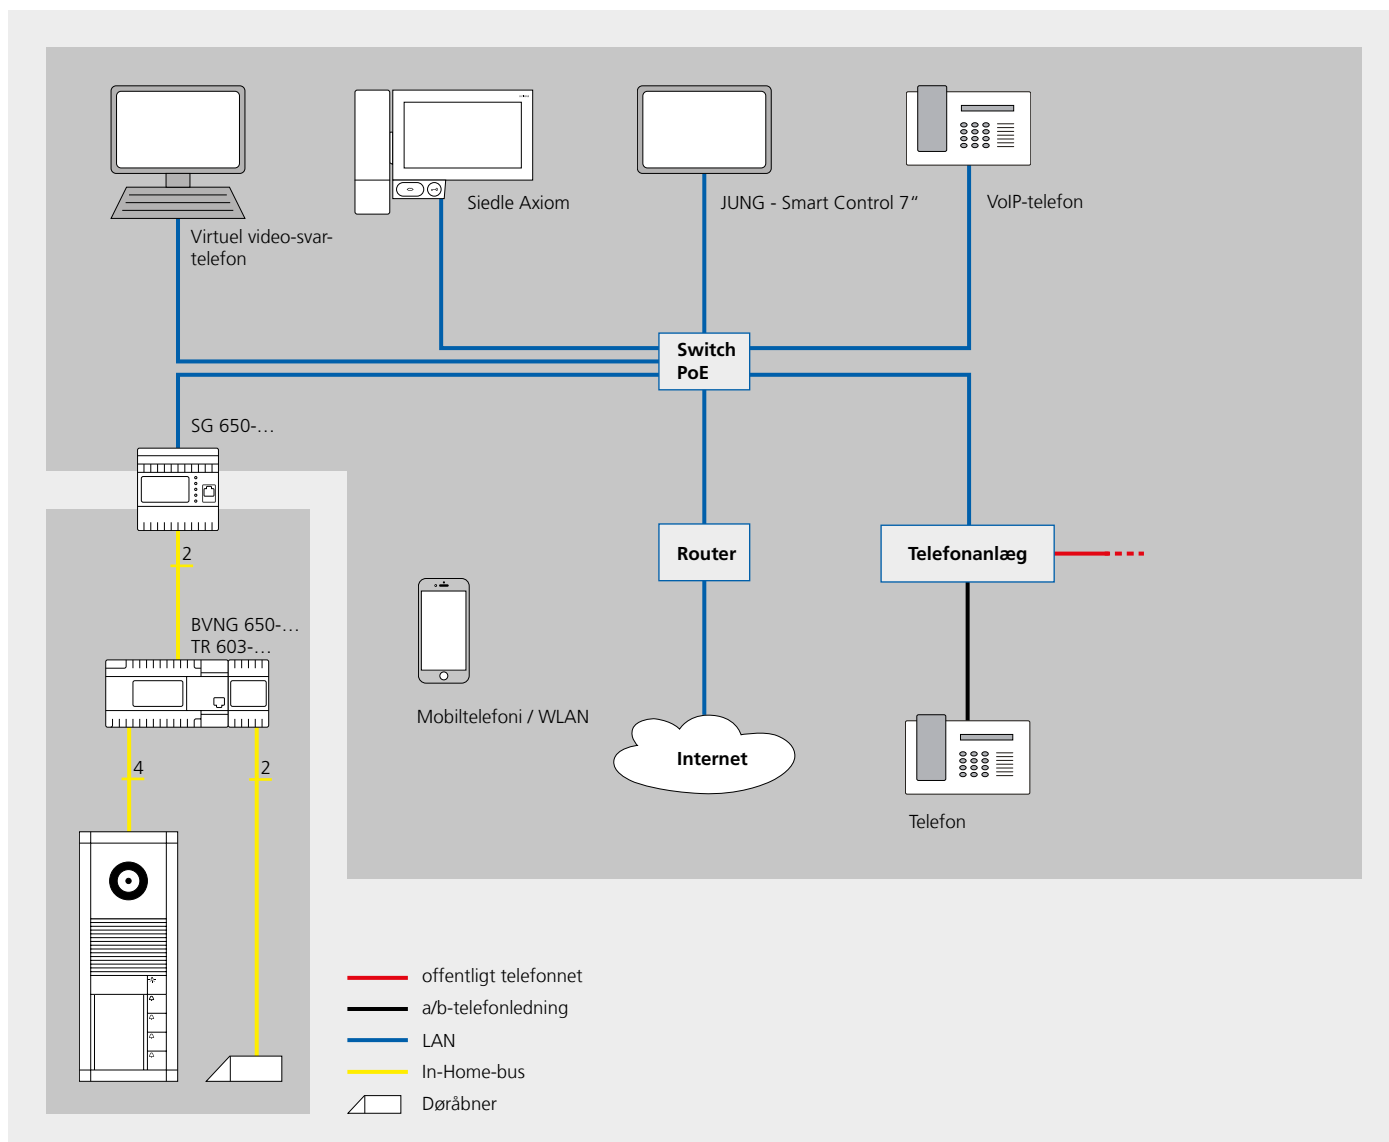 Siedle Axiom
JUNG - Smart Control 7“
VoIP-telefon
Virtuel video-svar-
telefon
Switch
PoE
SG 650-…
2
Router
Telefonanlæg
BVNG 650-…
TR 603-…
Mobiltelefoni / WLAN
Internet
4
2
Telefon
offentligt telefonnet
a/b-telefonledning
LAN
In-Home-bus
Døråbner